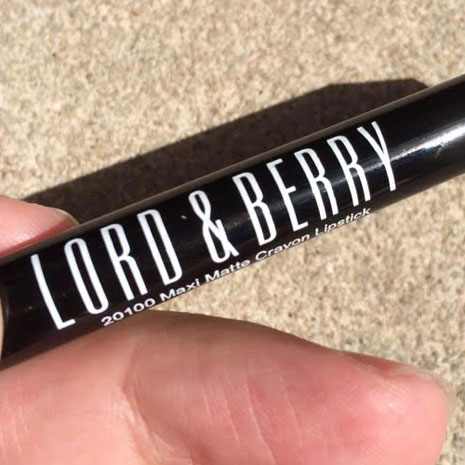 LORD & BERRY
20100 Maxi Matte Crayon Lipstick